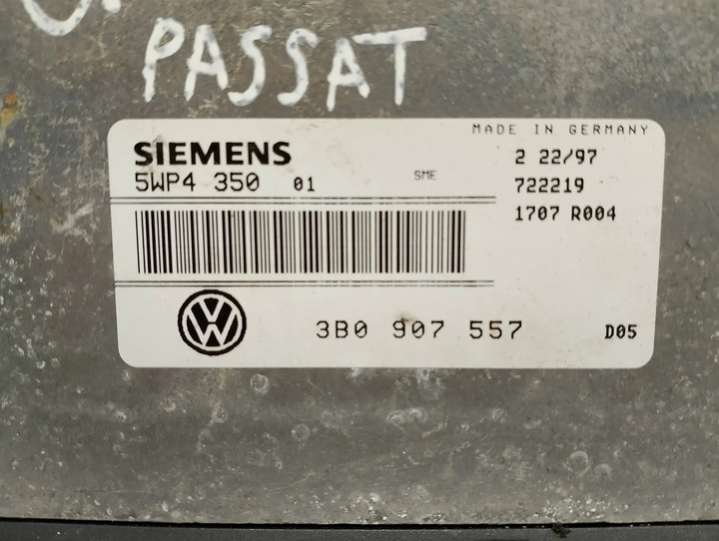 PASSAT
MADE IN GERMANY
SIEMENS
5WP4 350 01 SME
2 22/97
722219
1707 R004
VW
3B0 907 557 D05